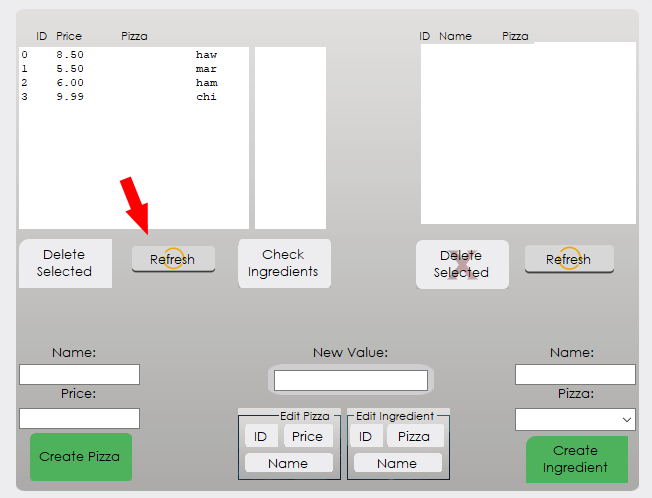 ID Price Pizza
ID Name Pizza
0 8.50 haw
1 5.50 mar
2 6.00 ham
3 9.99 chi
Delete
Selected
Refresh
Check
Ingredients
Delete
Selected
Refresh
Name:
Price:
Create Pizza
New Value:
Edit Pizza
ID Price
Name
Edit Ingredient
ID Pizza
Name
Name:
Pizza:
Create
Ingredient